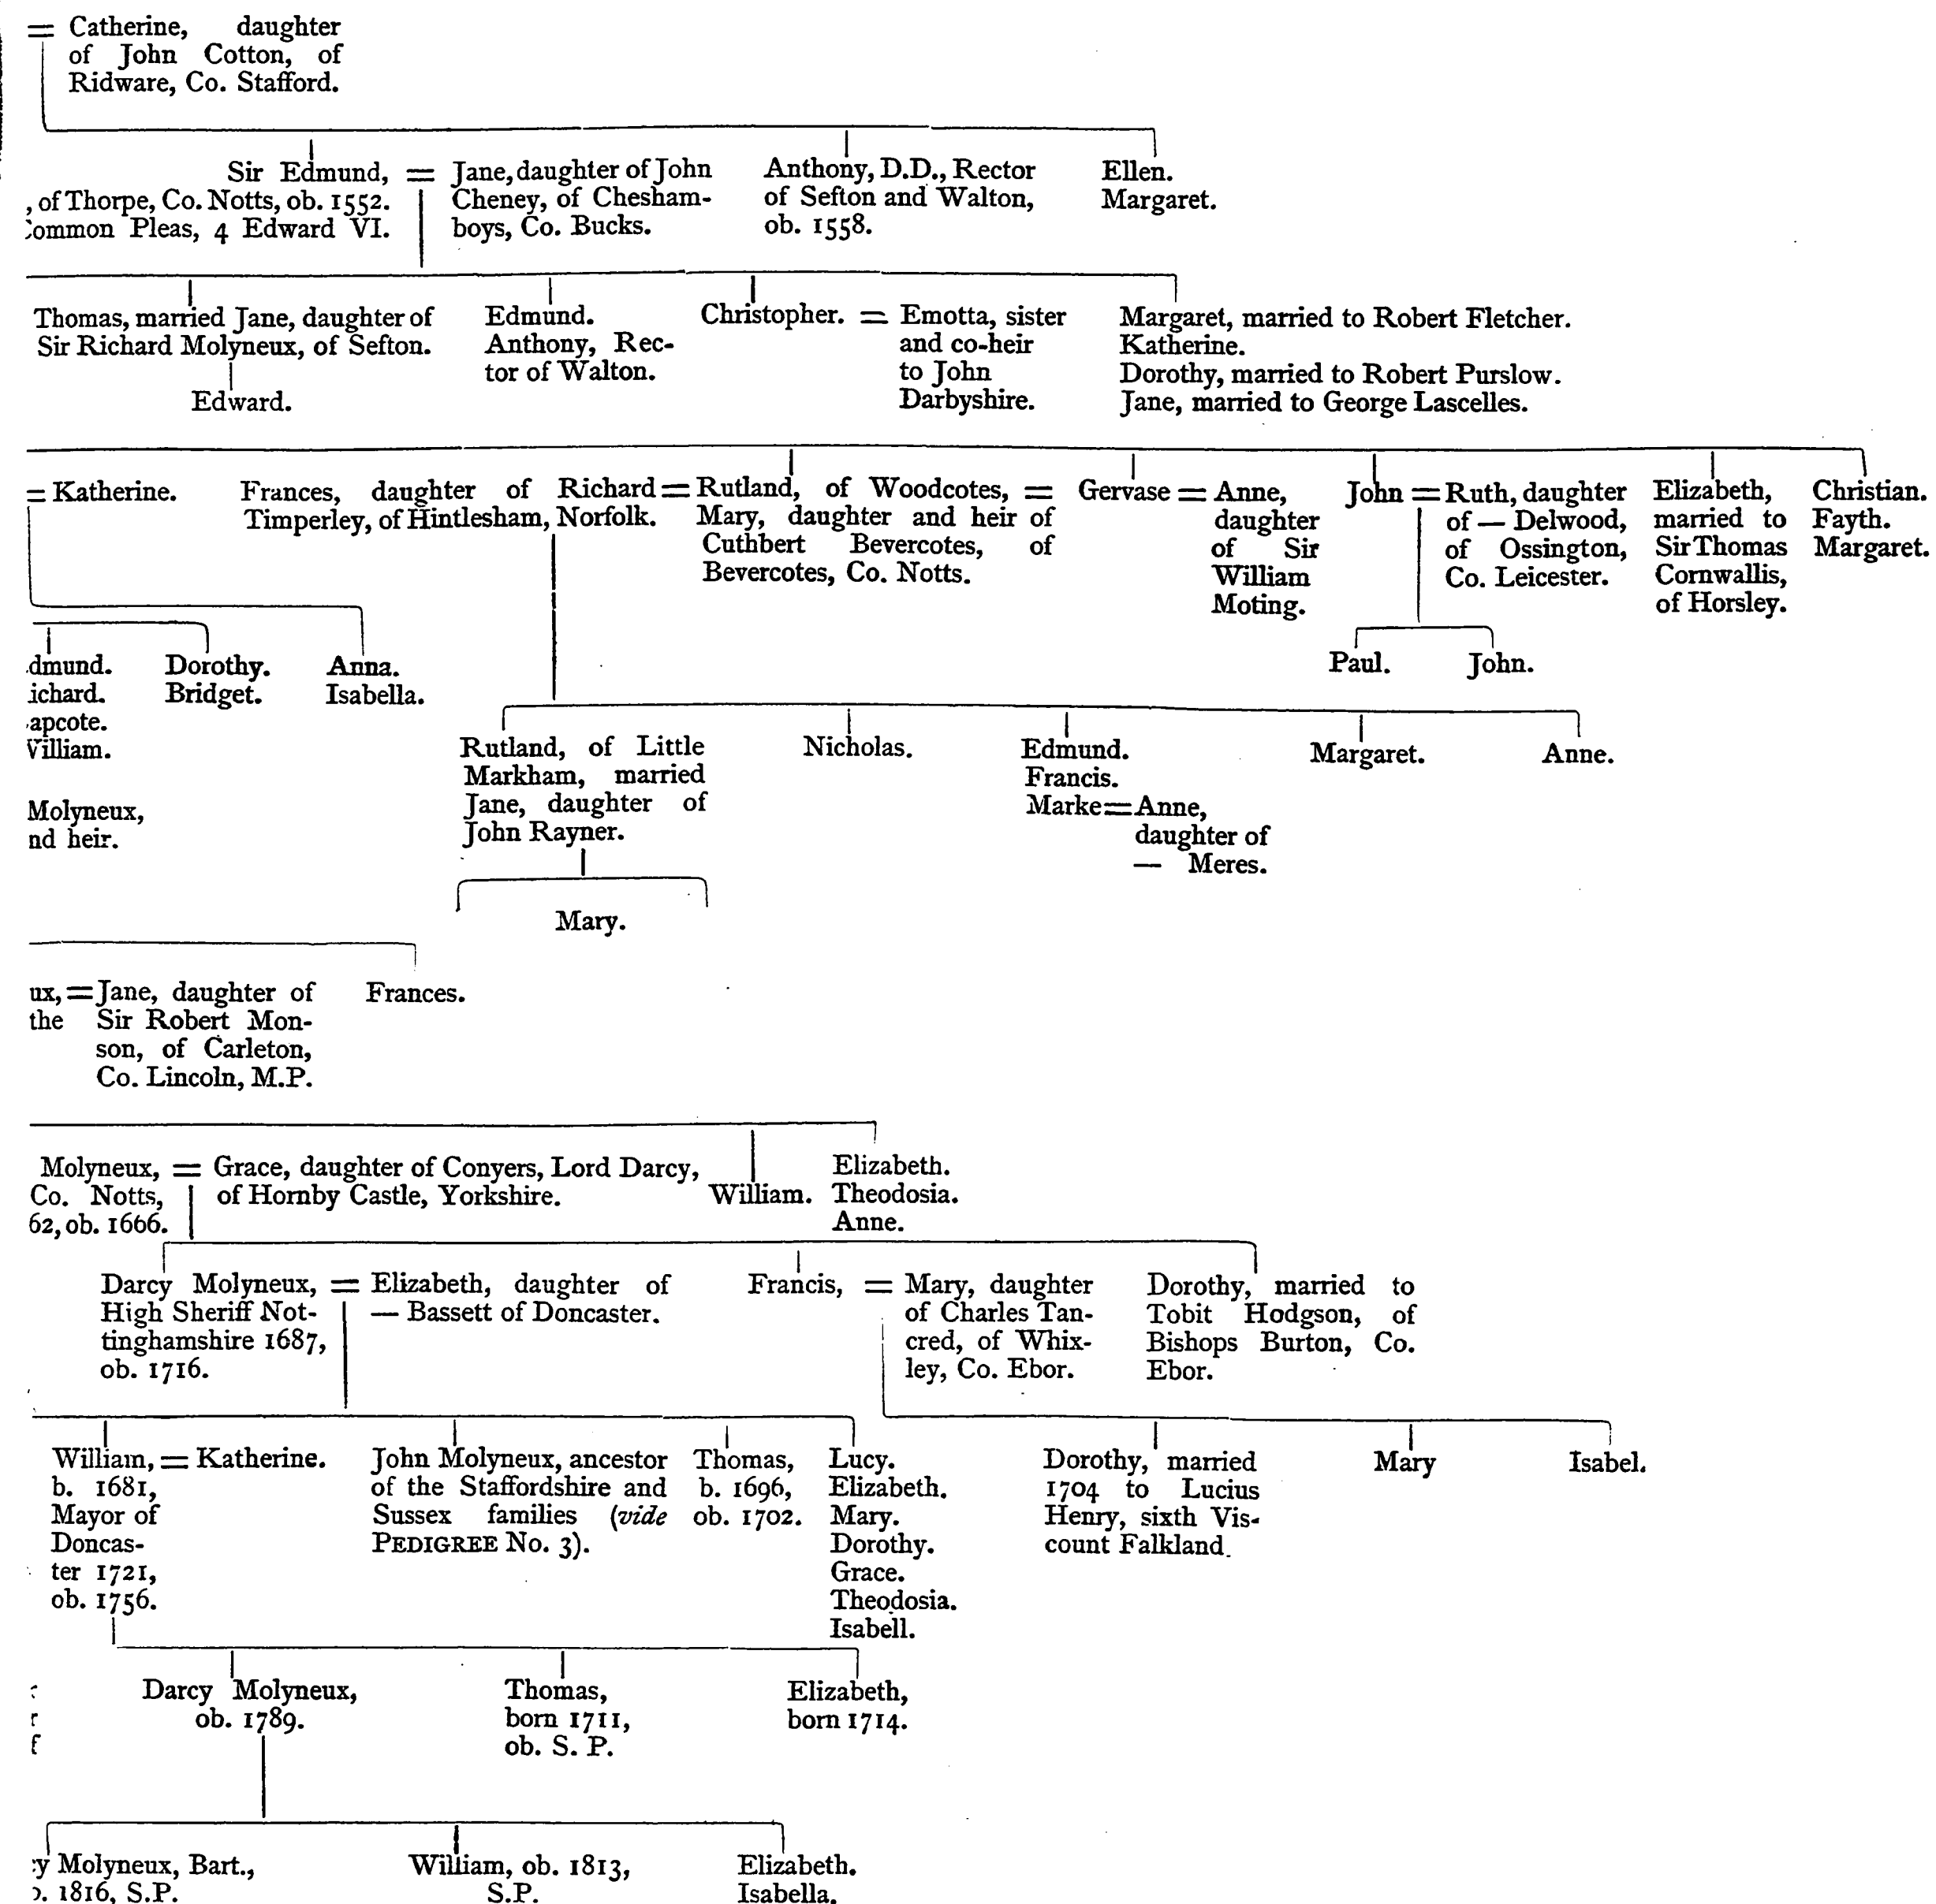 = Catherine, daughter
of John Cotton, of
Ridware, Co. Stafford.
Sir Edmund, = Jane, daughter of John
, of Thorpe, Co. Notts, ob. 1552. Cheney, of Chesham-
Common Pleas, 4 Edward VI. boys, Co. Bucks.
Anthony, D.D., Rector
of Sefton and Walton,
ob. 1558.
Ellen.
Margaret.
Thomas, married Jane, daughter of
Sir Richard Molyneux, of Sefton.
Edward.
Edmund.
Anthony, Rec-
tor of Walton.
Christopher. = Emotta, sister
and co-heir
to John
Darbyshire.
Margaret, married to Robert Fletcher.
Katherine.
Dorothy, married to Robert Purslow.
Jane, married to George Lascelles.
= Katherine.
Frances, daughter of Richard =
Timperley, of Hintlesham, Norfolk.
Rutland, of Woodcotes, =
Mary, daughter and heir of
Cuthbert Bevercotes, of
Bevercotes, Co. Notts.
Gervase = Anne,
daughter
of Sir
William
Moting.
John = Ruth, daughter
of — Delwood,
of Ossington,
Co. Leicester.
Elizabeth,
married to
Sir Thomas
Cornwallis,
of Horsley.
Christian.
Fayth.
Margaret.
dmund.
ichard.
apcote.
William.
Dorothy.
Bridget.
Anna.
Isabella.
Paul.
John.
Molyneux,
nd heir.
Rutland, of Little
Markham, married
Jane, daughter of
John Rayner.
Nicholas.
Edmund.
Francis.
Marke = Anne,
daughter of
— Meres.
Margaret.
Anne.
Mary.
ux, = Jane, daughter of
the Sir Robert Mon-
son, of Carleton,
Co. Lincoln, M.P.
Frances.
Molyneux, = Grace, daughter of Conyers, Lord Darcy,
Co. Notts, of Hornby Castle, Yorkshire.
62, ob. 1666.
William.
Elizabeth.
Theodosia.
Anne.
Darcy Molyneux, = Elizabeth, daughter of
High Sheriff Not- — Bassett of Doncaster.
tinghamshire 1687,
ob. 1716.
Francis, = Mary, daughter
of Charles Tan-
cred, of Whix-
ley, Co. Ebor.
Dorothy, married to
Tobit Hodgson, of
Bishops Burton, Co.
Ebor.
William, = Katherine.
b. 1681,
Mayor of
Doncas-
ter 1721,
ob. 1756.
John Molyneux, ancestor
of the Staffordshire and
Sussex families (vide
PEDIGREE No. 3).
Thomas,
b. 1696,
ob. 1702.
Lucy.
Elizabeth.
Mary.
Dorothy.
Grace.
Theodosia.
Isabell.
Dorothy, married
1704 to Lucius
Henry, sixth Vis-
count Falkland.
Mary
Isabel.
Darcy Molyneux,
ob. 1789.
Thomas,
born 1711,
ob. S. P.
Elizabeth,
born 1714.
y Molyneux, Bart.,
1816, S.P.
William, ob. 1813,
S.P.
Elizabeth.
Isabella.